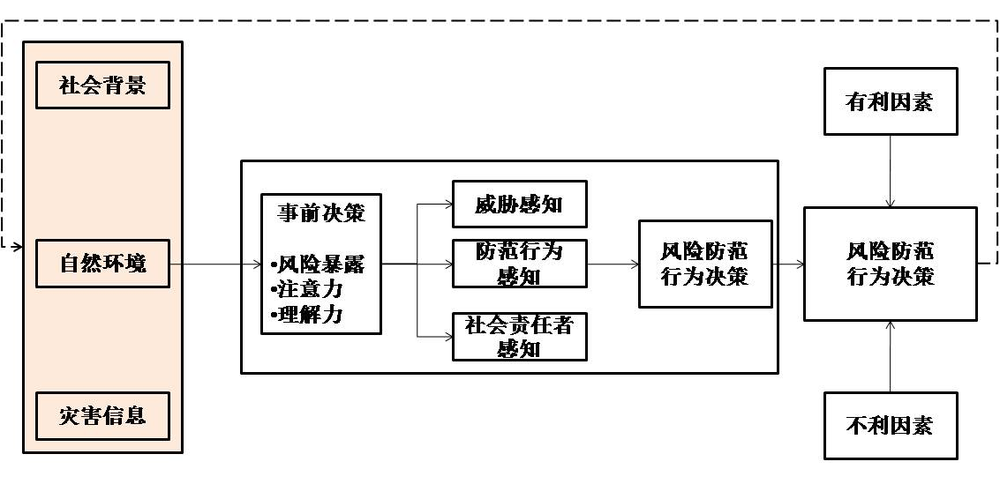 社会背景
自然环境
灾害信息
事前决策
•风险暴露
•注意力
•理解力
威胁感知
防范行为
感知
社会责任者
感知
风险防范
行为决策
有利因素
风险防范
行为决策
不利因素